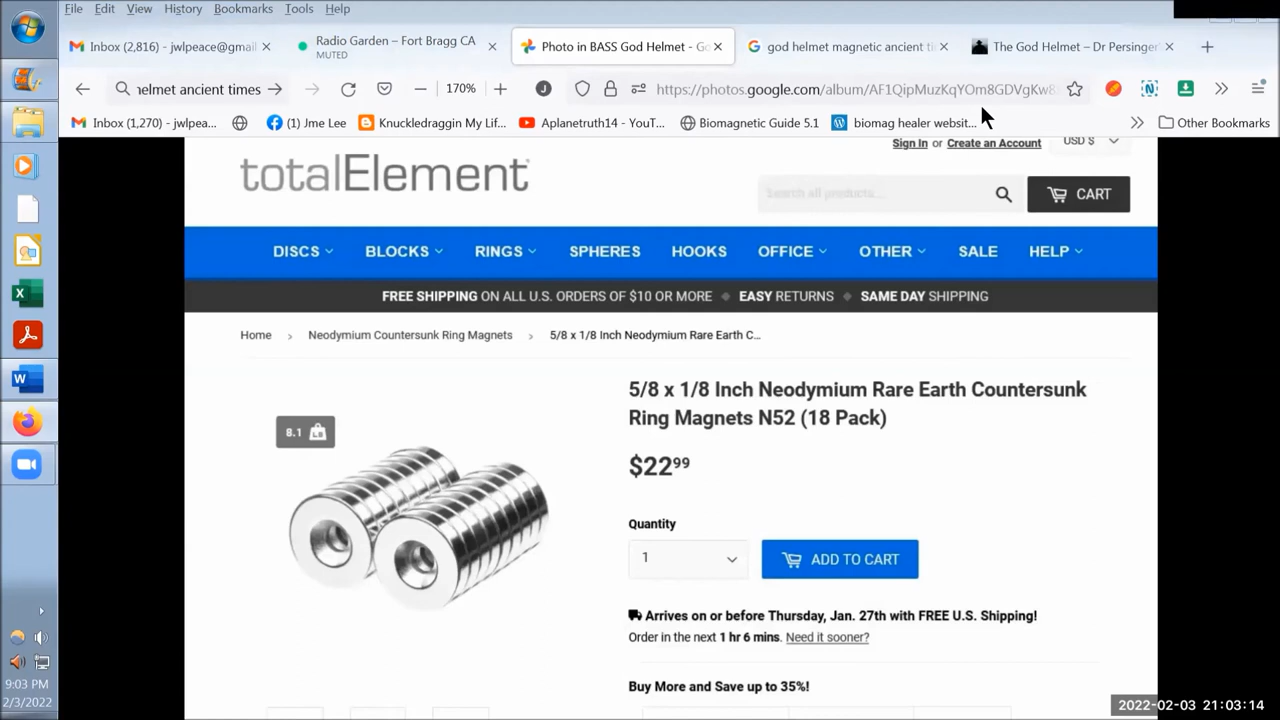 File Edit View History Bookmarks Tools Help
Inbox (2,816) - jwlpeace@gmail
Radio Garden – Fort Bragg CA
MUTED
Photo in BASS God Helmet - Go
god helmet magnetic ancient ti
The God Helmet – Dr Persinger
elmet ancient times
170%
https://photos.google.com/album/AF1QipMuzKqYOm8GDVgKw8
Inbox (1,270) - jwlpea...
(1) Jme Lee
Knuckledraggin My Lif...
Aplanetruth14 - YouT...
Biomagnetic Guide 5.1
biomag healer websit...
Other Bookmarks
Sign In or Create an Account
USD $
totalElement
Search all products...
CART
DISCS BLOCKS RINGS SPHERES HOOKS OFFICE OTHER SALE HELP
FREE SHIPPING ON ALL U.S. ORDERS OF $10 OR MORE EASY RETURNS SAME DAY SHIPPING
Home › Neodymium Countersunk Ring Magnets › 5/8 x 1/8 Inch Neodymium Rare Earth C...
5/8 x 1/8 Inch Neodymium Rare Earth Countersunk
Ring Magnets N52 (18 Pack)
8.1 LB
$22.99
Quantity
1
ADD TO CART
Arrives on or before Thursday, Jan. 27th with FREE U.S. Shipping!
Order in the next 1 hr 6 mins. Need it sooner?
Buy More and Save up to 35%!
9:03 PM
2/3/2022
2022-02-03 21:03:14